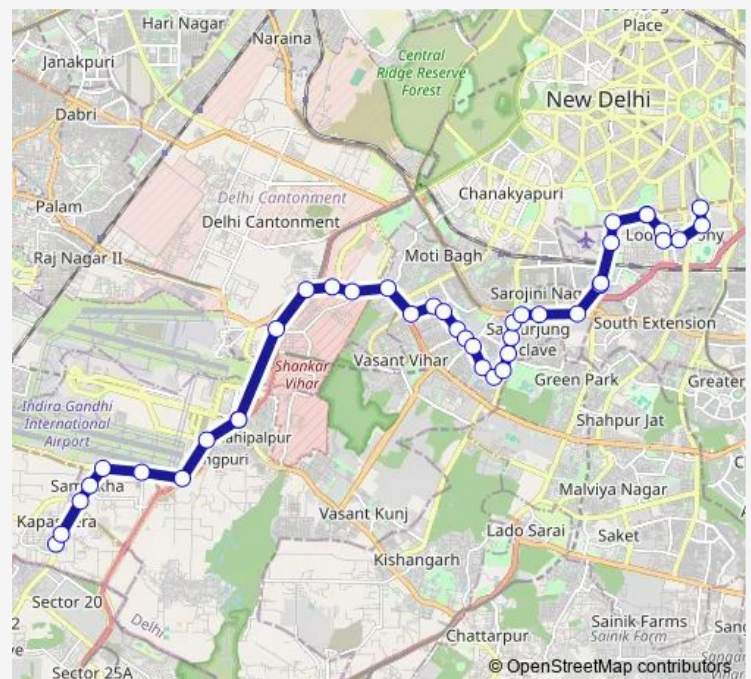 Hari Nagar
Place
Naraina
Janakpuri
Central
Ridge Reserve
Forest
New Delhi
Dabri
Delhi Cantonment
Chanakyapuri
Palam
Delhi Cantonment
Raj Nagar II
Moti Bagh
Sarojini Nag
South Extension
Vasant Vihar
Shankar
Vihar
Green Park
Greater
Indira Gandhi
International
Airport
Shahpur Jat
Malviya Nagar
Vasant Kunj
Lado Sarai
Saket
Kishangarh
Sector 20
Delhi
Sainik Farms
Sainik Farm
Chattarpur
Sector 25A
© OpenStreetMap contributors